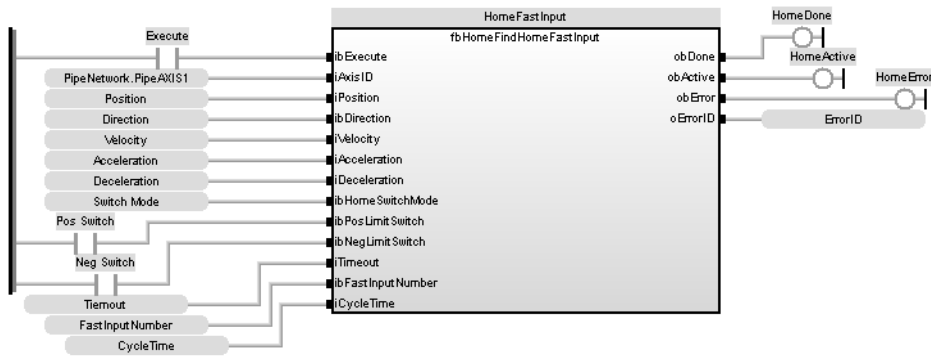 HomeFastInput
fbHomeFindHomeFastInput
HomeDone
Execute
HomeActive
ibExecute
obDone
PipeNetwork.PipeAXIS1
iAxisID
obActive
HomeError
Position
iPosition
obError
Direction
ibDirection
oErrorID
ErrorID
Velocity
iVelocity
Acceleration
iAcceleration
Deceleration
iDeceleration
Switch Mode
ibHomeSwitchMode
Pos Switch
ibPosLimitSwitch
Neg Switch
ibNegLimitSwitch
iTimeout
Tiemout
ibFastInputNumber
FastInputNumber
iCycleTime
CycleTime